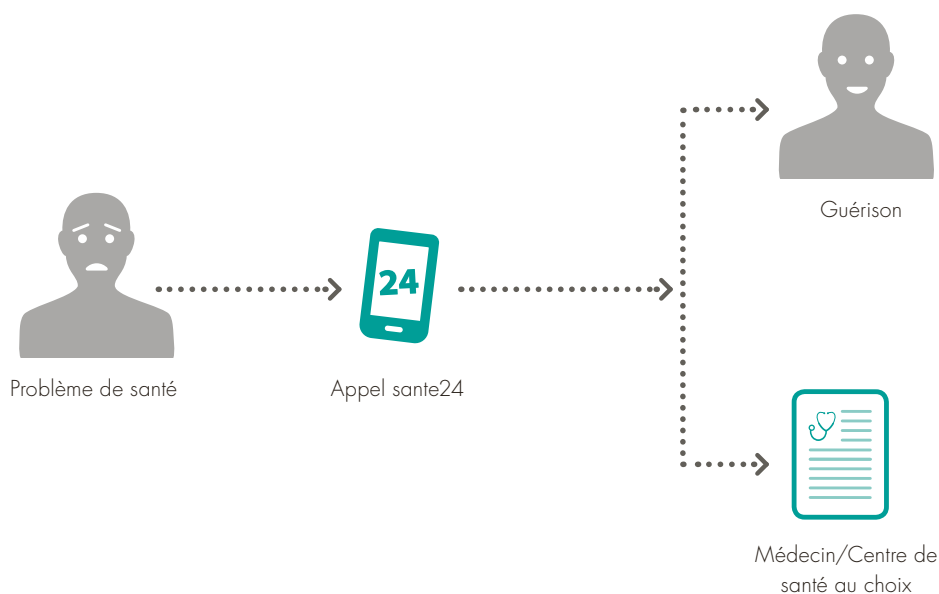 Guérison
24
Problème de santé
Appel sante24
Médecin/Centre de
santé au choix